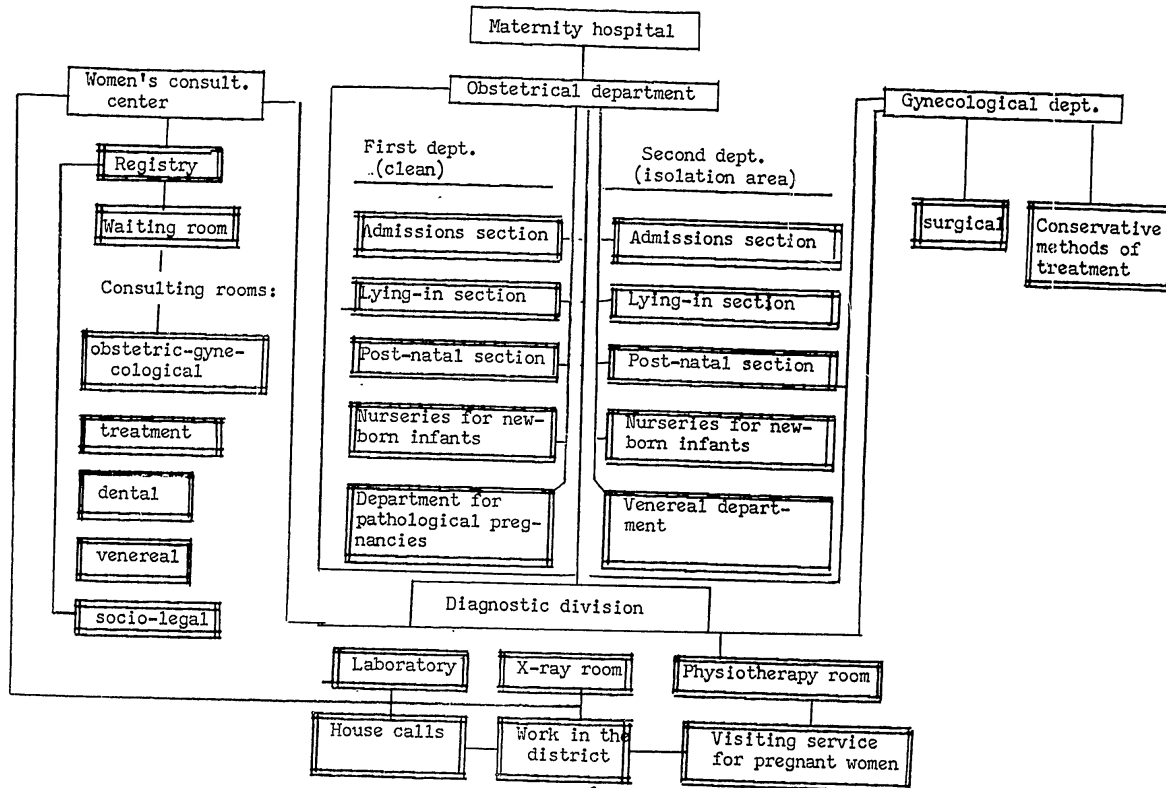 Maternity hospital
Women's consult.
center
Obstetrical department
Gynecological dept.
Registry
Waiting room
Consulting rooms:
obstetric-gyne-
cological
treatment
dental
venereal
socio-legal
First dept.
(clean)
Admissions section
Lying-in section
Post-natal section
Nurseries for new-
born infants
Department for
pathological preg-
nancies
Second dept.
(isolation area)
Admissions section
Lying-in section
Post-natal section
Nurseries for new-
born infants
Venereal depart-
ment
surgical
Conservative
methods of
treatment
Diagnostic division
Laboratory
X-ray room
Physiotherapy room
House calls
Work in the
district
Visiting service
for pregnant women